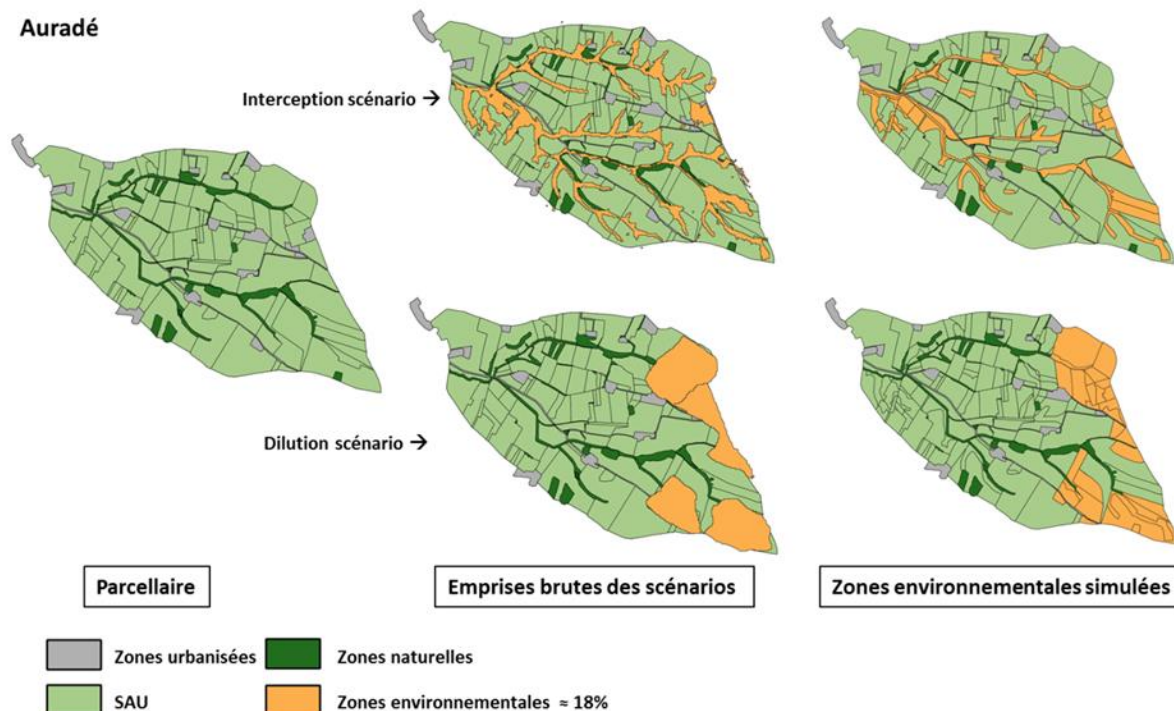 Auradé
Interception scénario →
Dilution scénario →
Parcellaire
Emprises brutes des scénarios
Zones environnementales simulées
Zones urbanisées
Zones naturelles
SAU
Zones environnementales ≈ 18%